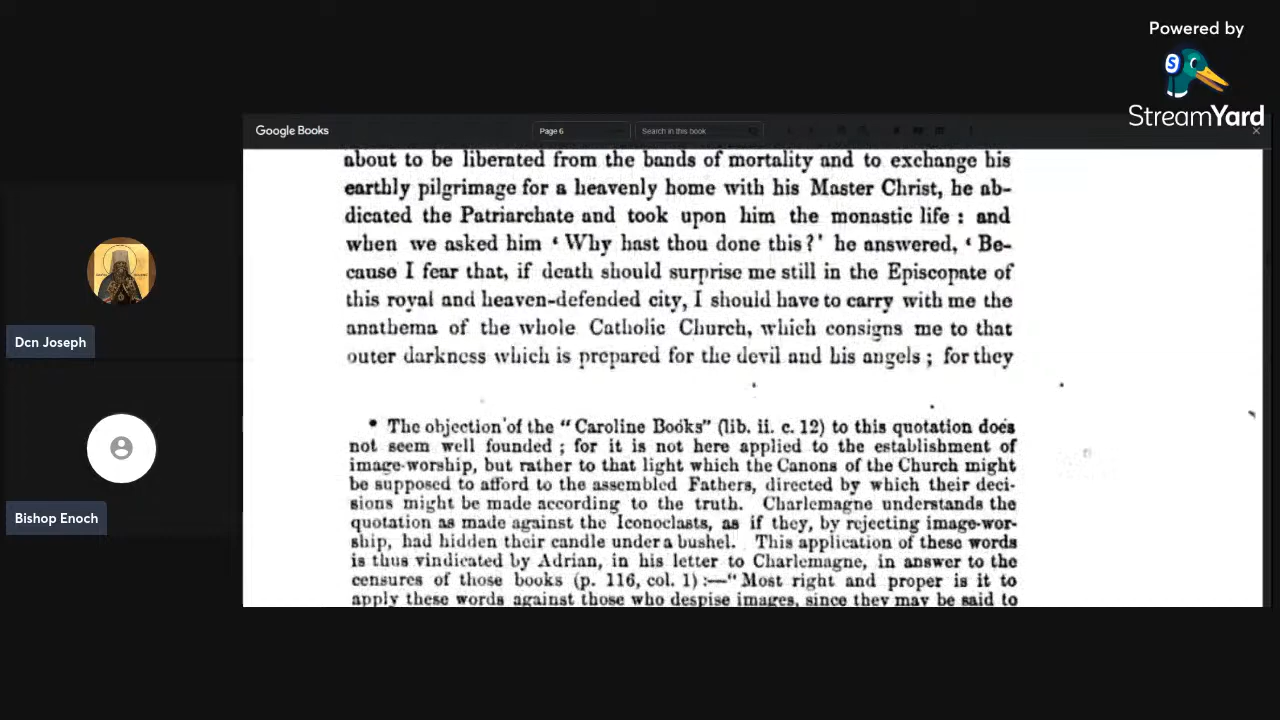 Powered by
StreamYard
Google Books
Page 6
Search in this book
about to be liberated from the bands of mortality and to exchange his
earthly pilgrimage for a heavenly home with his Master Christ, he ab-
dicated the Patriarchate and took upon him the monastic life : and
when we asked him ‘ Why hast thou done this?’ he answered, ‘ Be-
cause I fear that, if death should surprise me still in the Episcopate of
this royal and heaven-defended city, I should have to carry with me the
anathema of the whole Catholic Church, which consigns me to that
outer darkness which is prepared for the devil and his angels ; for they
* The objection of the “ Caroline Books” (lib. ii. c. 12) to this quotation does
not seem well founded ; for it is not here applied to the establishment of
image-worship, but rather to that light which the Canons of the Church might
be supposed to afford to the assembled Fathers, directed by which their deci-
sions might be made according to the truth. Charlemagne understands the
quotation as made against the Iconoclasts, as if they, by rejecting image-wor-
ship, had hidden their candle under a bushel. This application of these words
is thus vindicated by Adrian, in his letter to Charlemagne, in answer to the
censures of those books (p. 116, col. 1) :—“ Most right and proper is it to
apply these words against those who despise images, since they may be said to
Dcn Joseph
Bishop Enoch